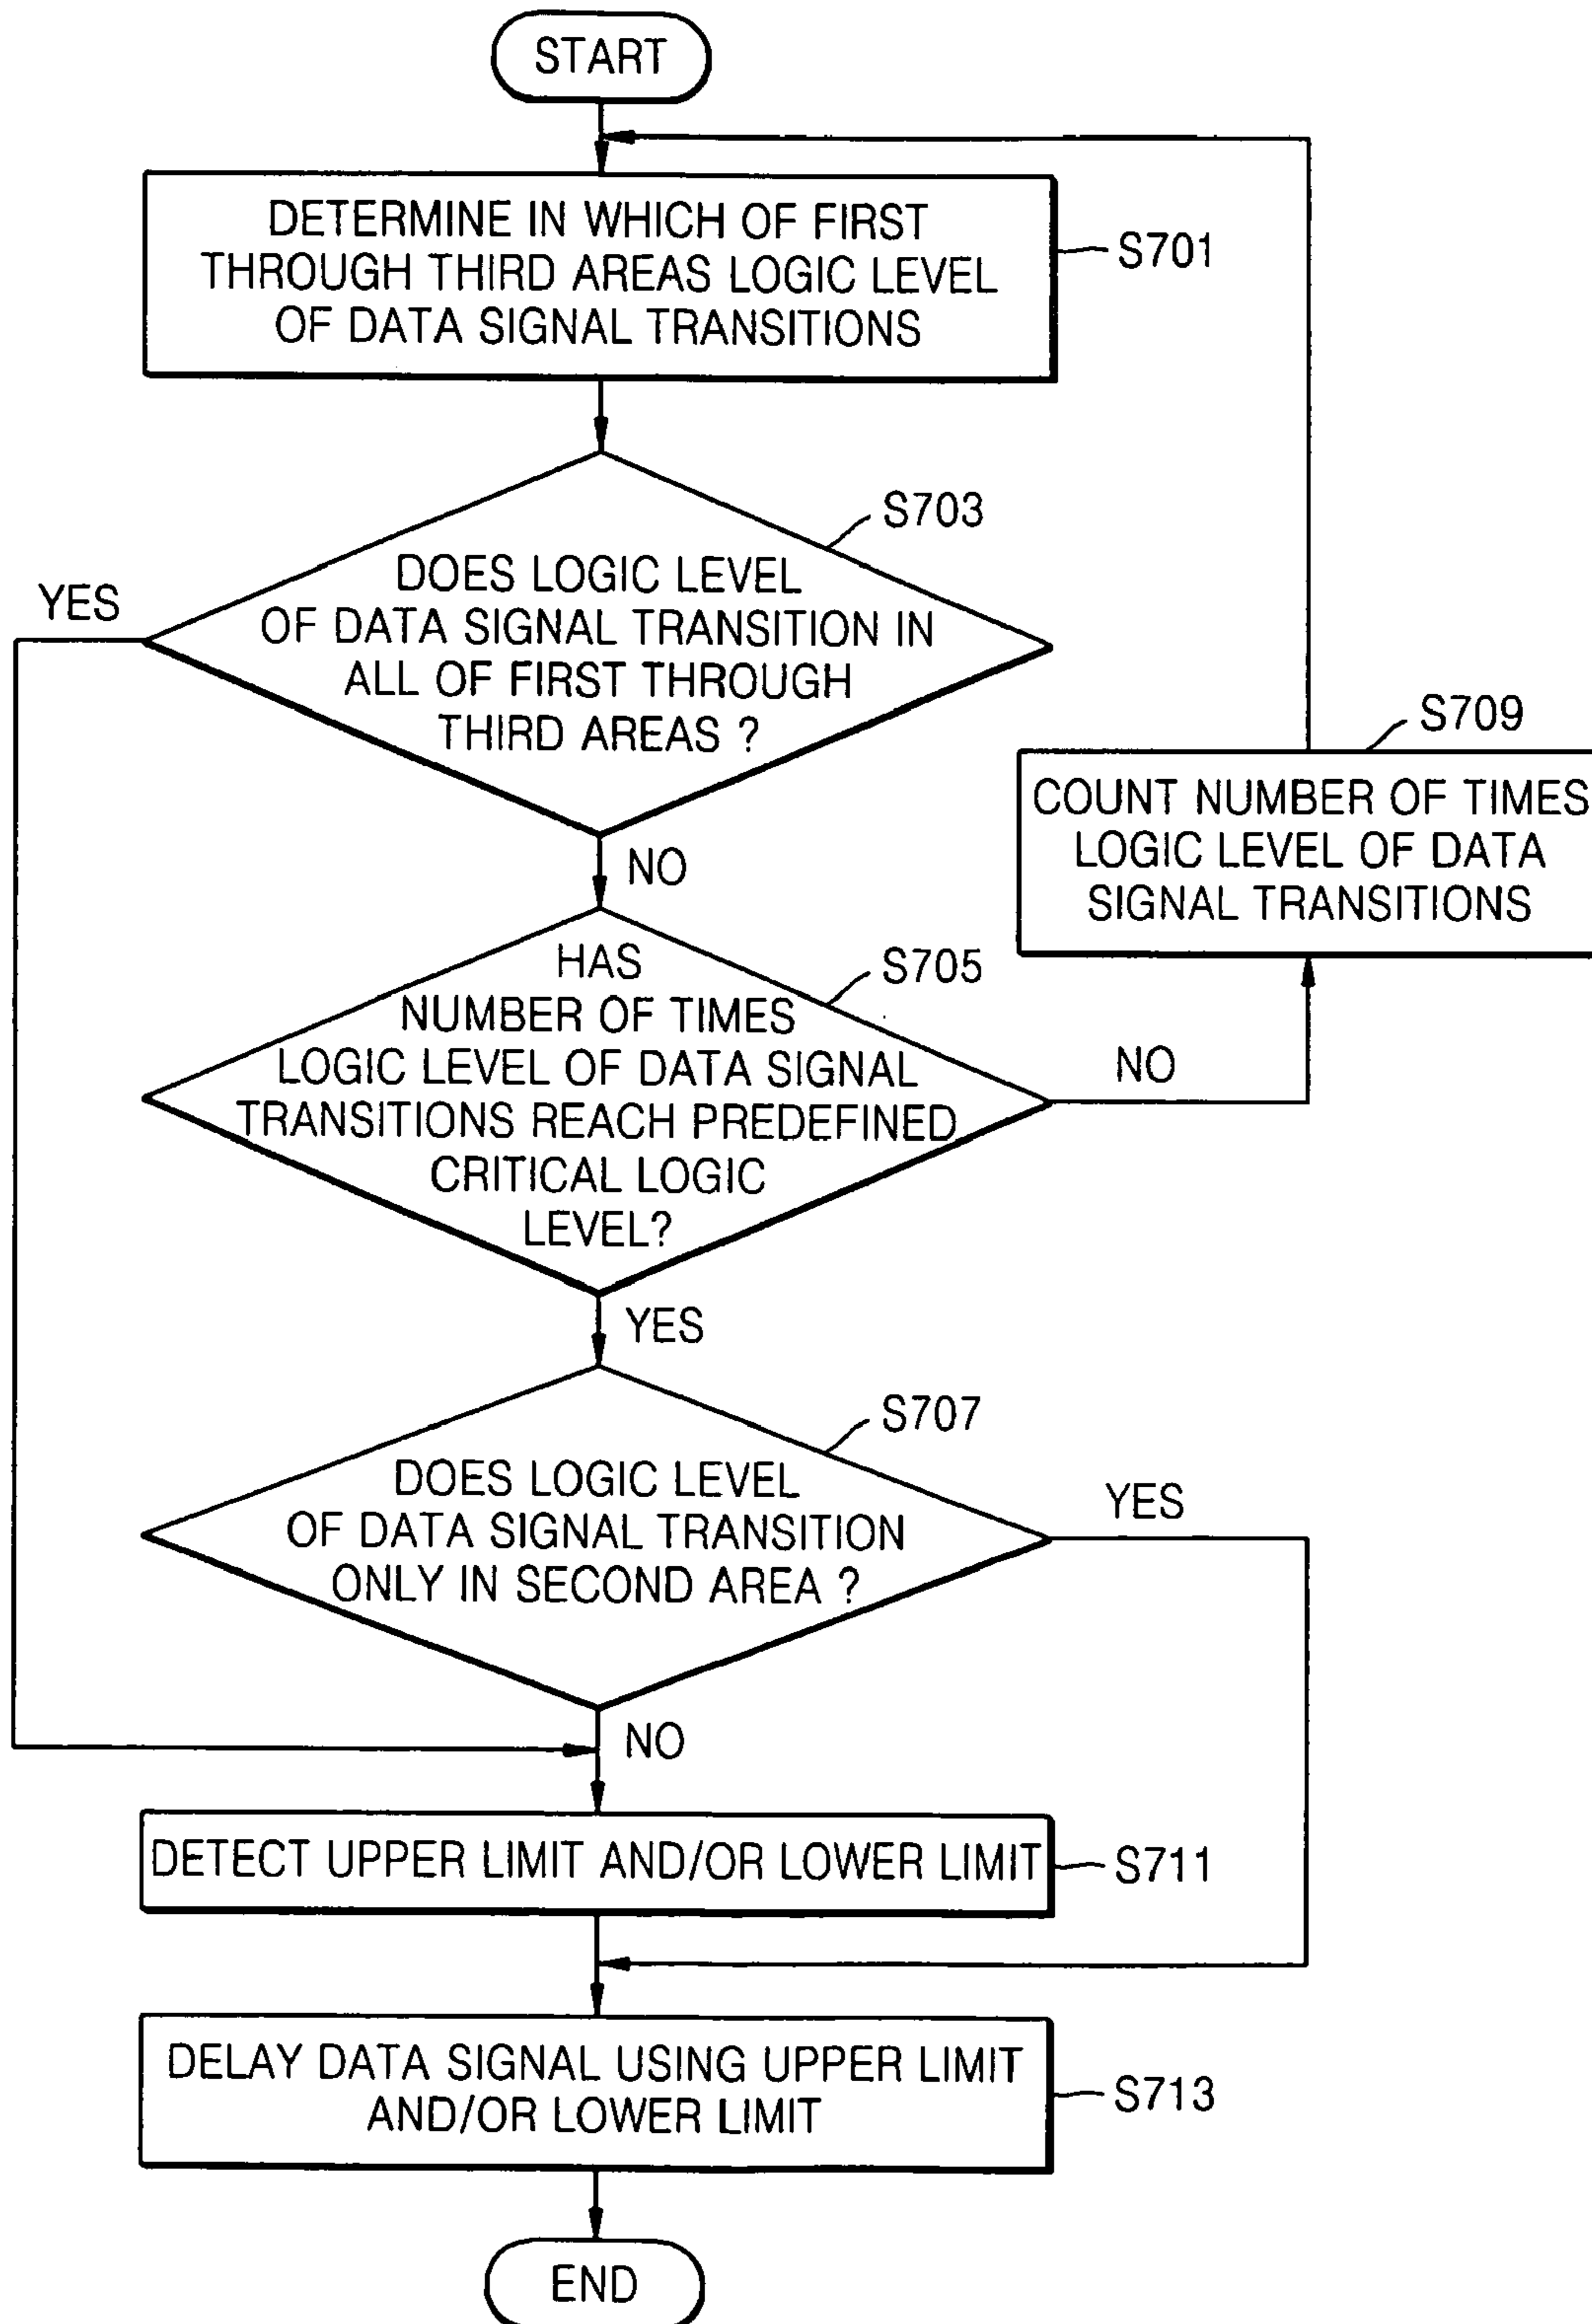 START
DETERMINE IN WHICH OF FIRST
THROUGH THIRD AREAS LOGIC LEVEL
OF DATA SIGNAL TRANSITIONS
S701
S703
DOES LOGIC LEVEL
OF DATA SIGNAL TRANSITION IN
ALL OF FIRST THROUGH
THIRD AREAS ?
YES
NO
S709
COUNT NUMBER OF TIMES
LOGIC LEVEL OF DATA
SIGNAL TRANSITIONS
S705
HAS
NUMBER OF TIMES
LOGIC LEVEL OF DATA SIGNAL
TRANSITIONS REACH PREDEFINED
CRITICAL LOGIC
LEVEL?
NO
YES
S707
DOES LOGIC LEVEL
OF DATA SIGNAL TRANSITION
ONLY IN SECOND AREA ?
YES
NO
DETECT UPPER LIMIT AND/OR LOWER LIMIT
S711
DELAY DATA SIGNAL USING UPPER LIMIT
AND/OR LOWER LIMIT
S713
END